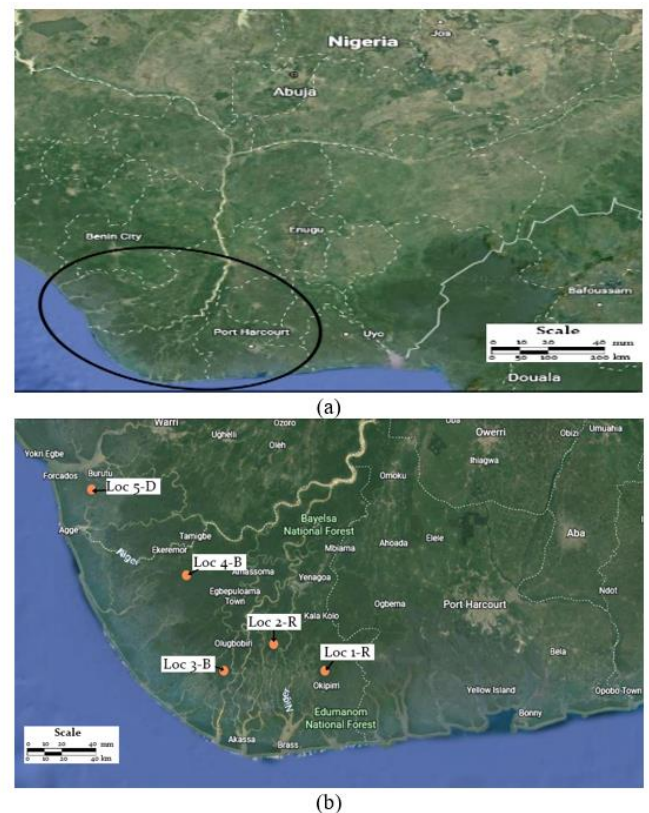 Nigeria
Jos
Abuja
Benin City
Enugu
Bafoussam
Port Harcourt
Uyo
Scale
0 10 20 40 mm
0 50 100 200 km
Douala
(a)
Warri
Ozoro
Owerri
Obizi
Umuahia
Yokri Egbe
Ughelli
Oleh
Ihiagwa
Forcados
Burutu
Omoku
Loc 5-D
Agge
Tamigbe
Bayelsa
National Forest
Aba
Ekeremor
Mbiama
Ahoada
Elele
Niger
Loc 4-B
Amassoma
Yenagoa
Egbepuloama
Town
Ndot
Kala Kolo
Ogbema
Port Harcourt
Loc 2-R
Olugbobiri
Bela
Loc 3-B
Loc 1-R
Okipiri
Niger
Yellow Island
Opobo Town
Edumanom
National Forest
Bonny
Scale
0 10 20 40 mm
0 10 20 40 km
Akassa
Brass
(b)